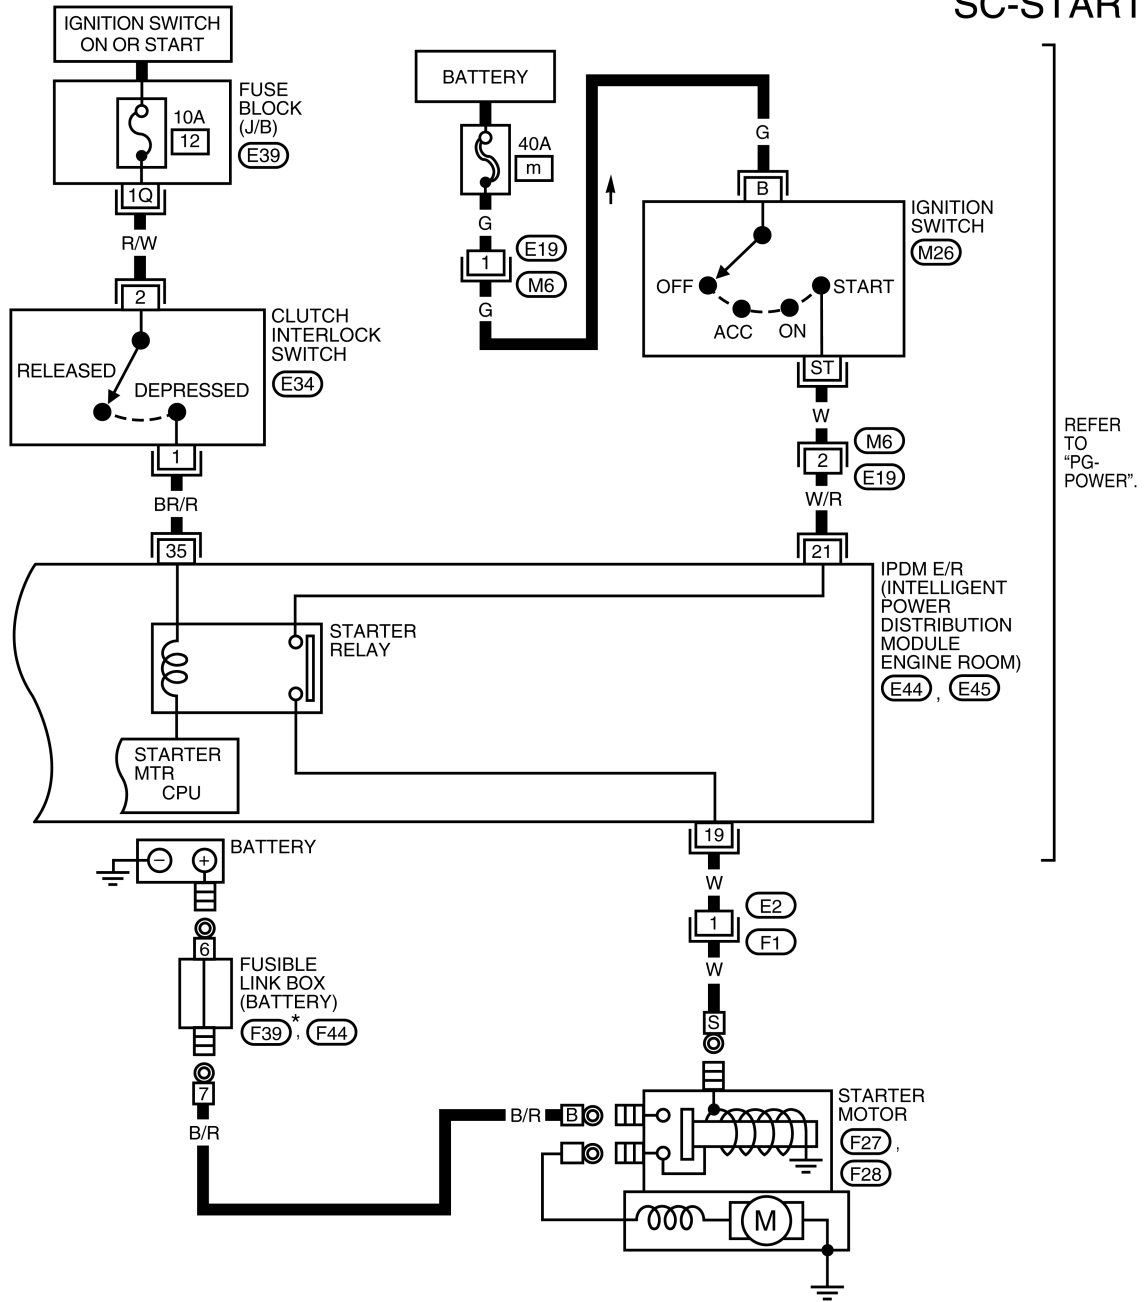 SC-START
IGNITION SWITCH
ON OR START
FUSE
BLOCK
(J/B)
E39
10A
12
1Q
R/W
2
CLUTCH
INTERLOCK
SWITCH
E34
RELEASED
DEPRESSED
1
BR/R
35
BATTERY
40A
m
G
1
E19
M6
G
G
B
IGNITION
SWITCH
M26
OFF
ACC
ON
START
ST
W
2
M6
E19
W/R
21
REFER
TO
“PG-
POWER”.
IPDM E/R
(INTELLIGENT
POWER
DISTRIBUTION
MODULE
ENGINE ROOM)
E44 , E45
STARTER
RELAY
STARTER
MTR
CPU
19
W
1
E2
F1
W
S
BATTERY
− +
6
FUSIBLE
LINK BOX
(BATTERY)
F39 *, F44
7
B/R
B/R B
STARTER
MOTOR
F27 ,
F28
M